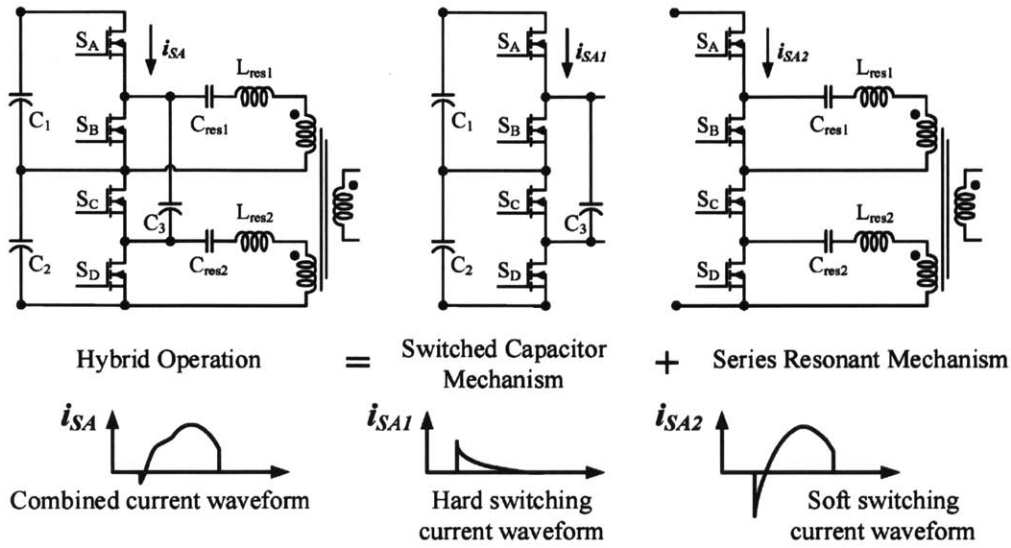 S_A
i_SA
L_res1
C_1
S_B
C_res1
S_C
C_3
L_res2
C_2
S_D
C_res2
S_A
i_SA1
C_1
S_B
S_C
C_3
C_2
S_D
S_A
i_SA2
L_res1
S_B
C_res1
S_C
L_res2
S_D
C_res2
Hybrid Operation
=
Switched Capacitor
Mechanism
+
Series Resonant Mechanism
i_SA
Combined current waveform
i_SA1
Hard switching
current waveform
i_SA2
Soft switching
current waveform